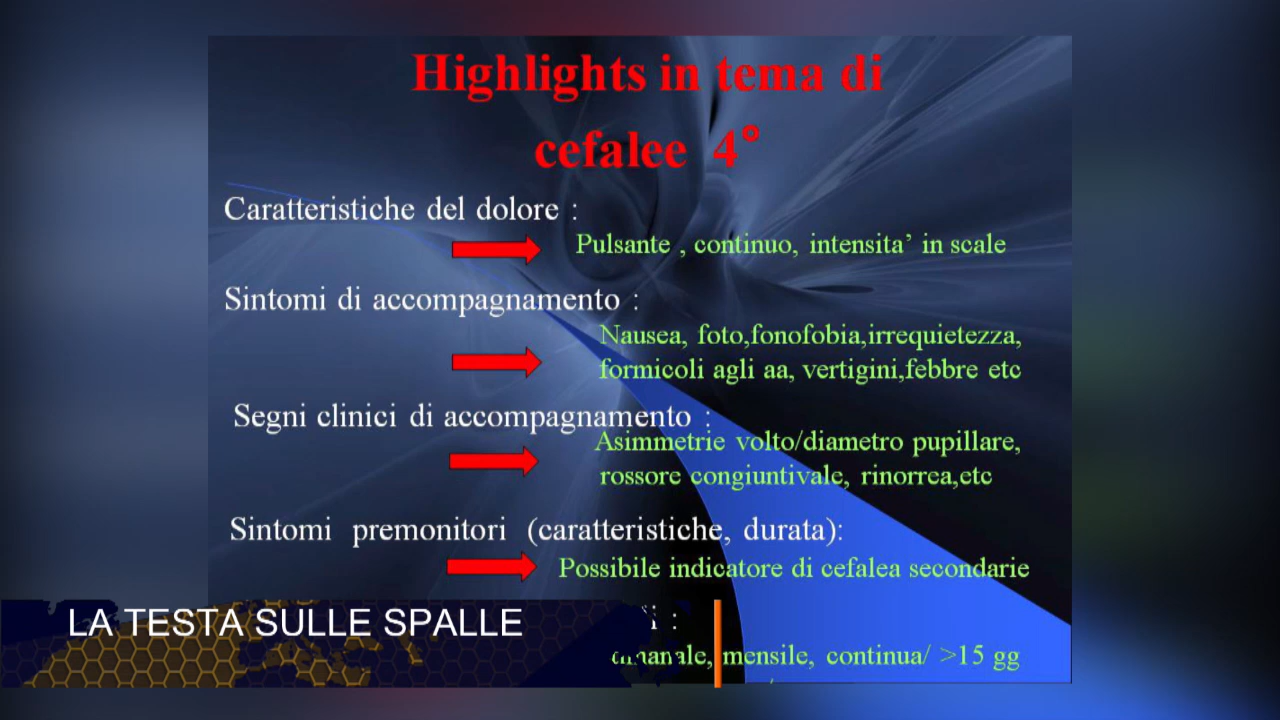 Highlights in tema di
cefalee 4°
Caratteristiche del dolore :
Pulsante , continuo, intensita’ in scale
Sintomi di accompagnamento :
Nausea, foto,fonofobia,irrequietezza,
formicoli agli aa, vertigini,febbre etc
Segni clinici di accompagnamento :
Asimmetrie volto/diametro pupillare,
rossore congiuntivale, rinorrea,etc
Sintomi premonitori (caratteristiche, durata):
Possibile indicatore di cefalea secondarie
LA TESTA SULLE SPALLE
mensile, continua/ >15 gg